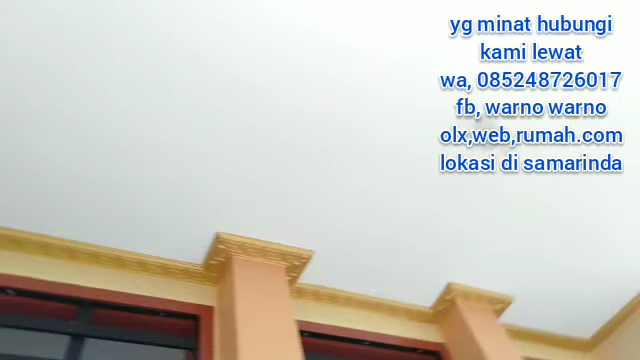 yg minat hubungi
kami lewat
wa, 085248726017
fb, warno warno
olx,web,rumah.com
lokasi di samarinda